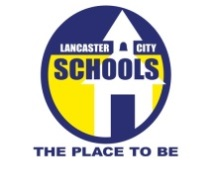 LANCASTER CITY
SCHOOLS
THE PLACE TO BE